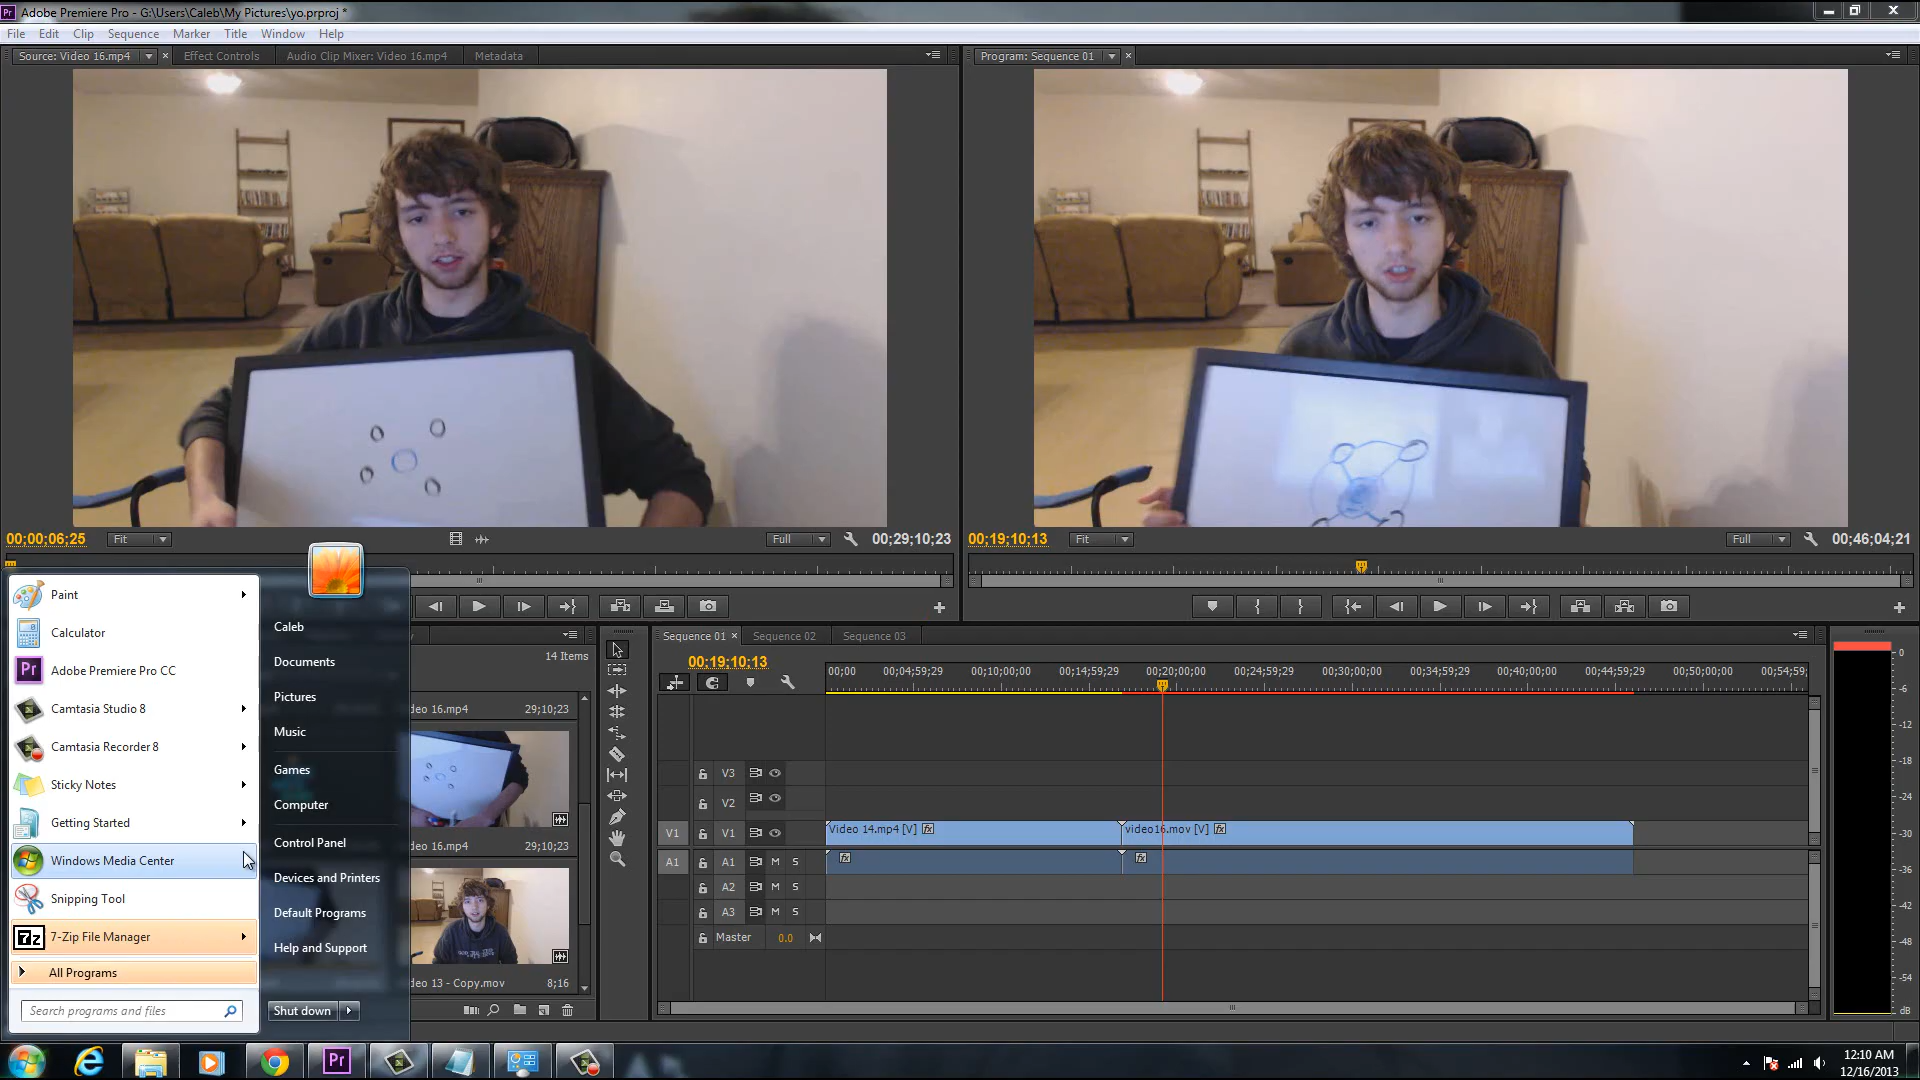 Adobe Premiere Pro - G:\Users\Caleb\My Pictures\yo.prproj *
File Edit Clip Sequence Marker Title Window Help
Source: Video 16.mp4 Effect Controls Audio Clip Mixer: Video 16.mp4 Metadata
Program: Sequence 01
00;00;06;25 Fit Full 00;29;10;23
00;19;10;13 Fit Full 00;46;04;21
Paint
Calculator
Adobe Premiere Pro CC
Camtasia Studio 8
Camtasia Recorder 8
Sticky Notes
Getting Started
Windows Media Center
Snipping Tool
7-Zip File Manager
All Programs
Search programs and files
Caleb
Documents
Pictures
Music
Games
Computer
Control Panel
Devices and Printers
Default Programs
Help and Support
Shut down
14 Items
16.mp4 29;10;23
16.mp4 29;10;23
13 - Copy.mov 8;16
Sequence 01 Sequence 02 Sequence 03
00;19;10;13
00;00 00;04;59;29 00;10;00;00 00;14;59;29 00;20;00;00 00;24;59;29 00;30;00;00 00;34;59;29 00;40;00;00 00;44;59;29 00;50;00;00 00;54;59;
V3
V2
V1 V1 Video 14.mp4 [V] fx video16.mov [V] fx
A1 A1 M S fx fx
A2 M S
A3 M S
Master 0.0
0
-6
-12
-18
-24
-30
-36
-42
-48
-54
dB
Pr
12:10 AM
12/16/2013